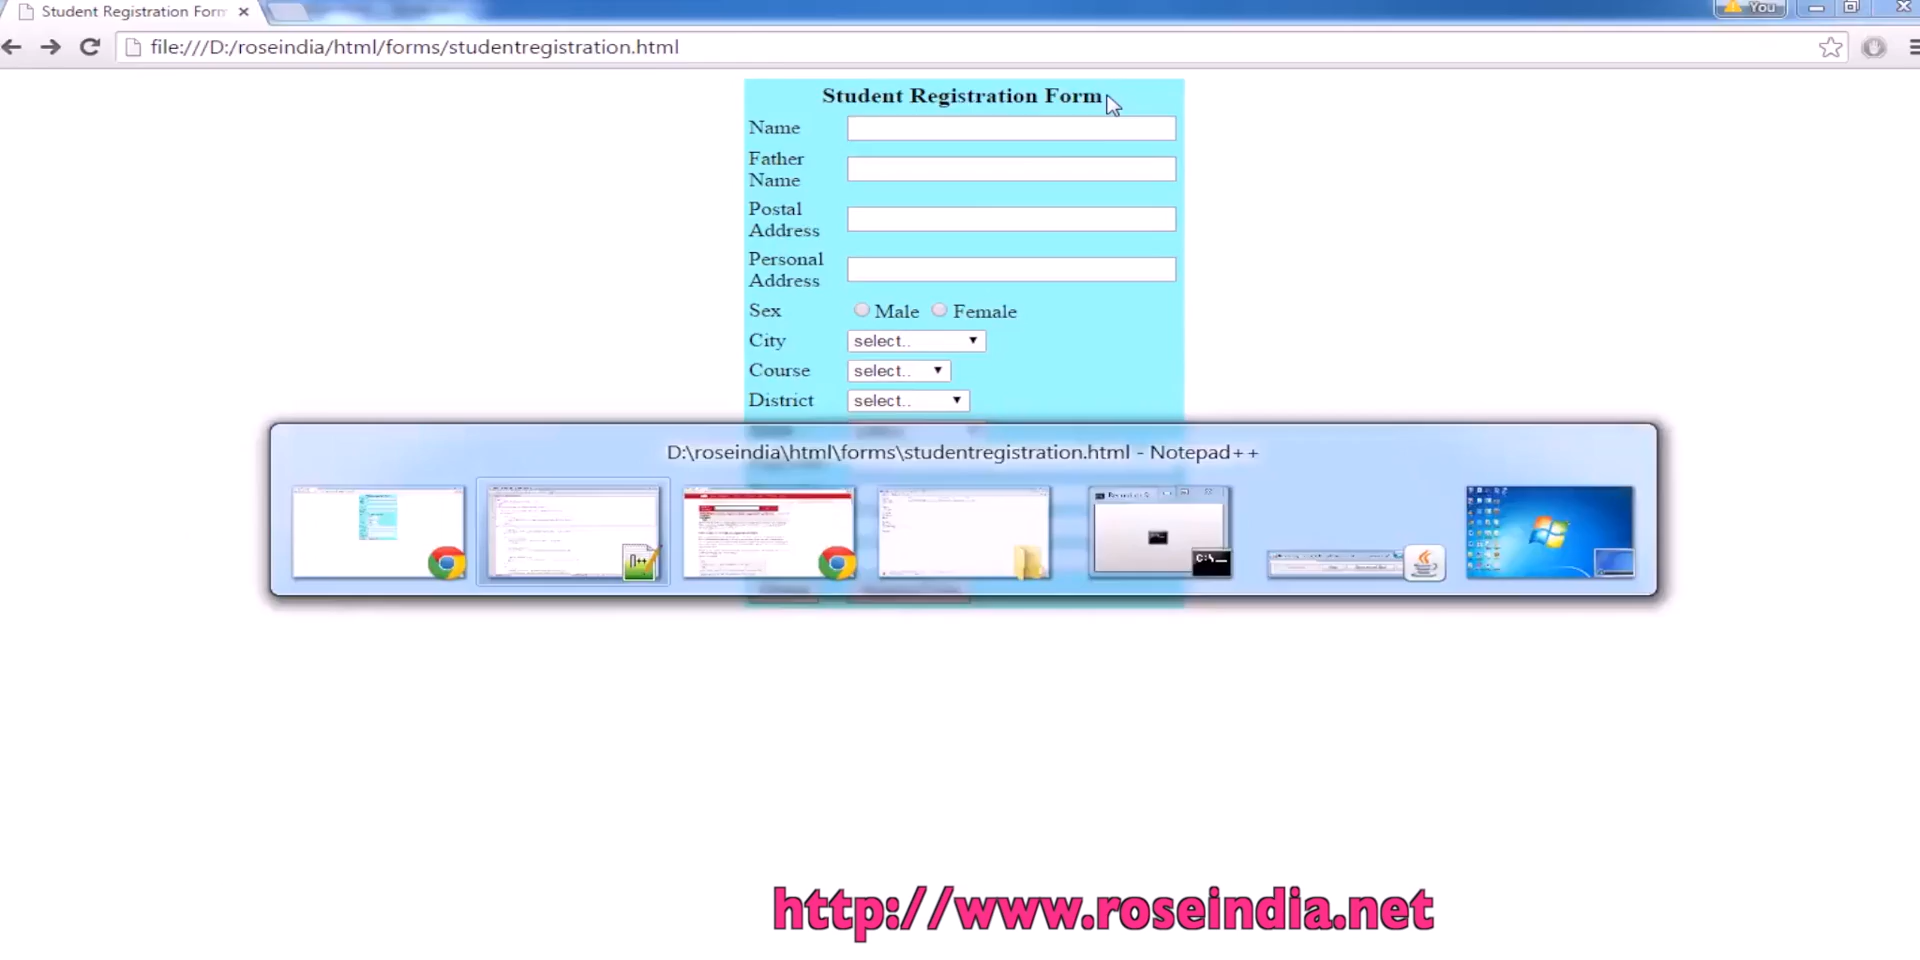 Student Registration Form
You
file:///D:/roseindia/html/forms/studentregistration.html
Student Registration Form
Name
Father
Name
Postal
Address
Personal
Address
Sex Male Female
City select..
Course select..
District select..
D:\roseindia\html\forms\studentregistration.html - Notepad++
C:\
http://www.roseindia.net